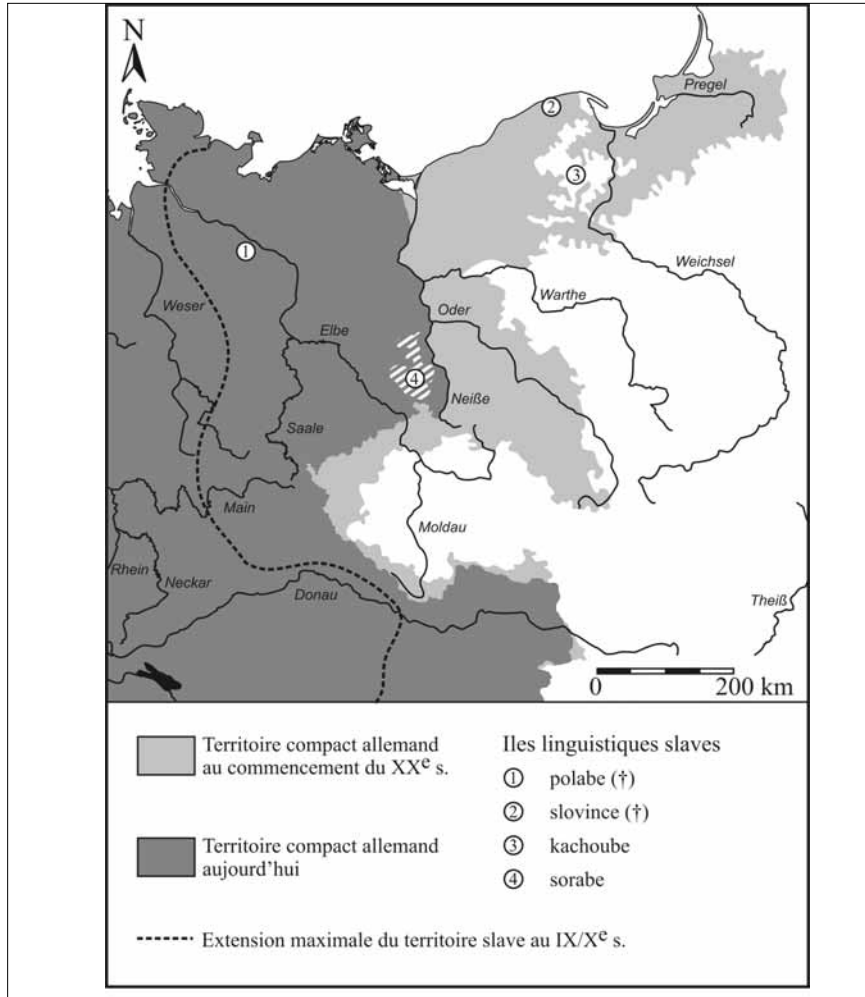 N
Pregel
②
③
①
Weichsel
Weser
Warthe
Oder
Elbe
④
Neiße
Saale
Main
Moldau
Rhein
Neckar
Donau
Theiß
0 200 km
Territoire compact allemand
au commencement du XXe s.
Territoire compact allemand
aujourd’hui
Extension maximale du territoire slave au IX/Xe s.
Iles linguistiques slaves
① polabe (†)
② slovince (†)
③ kachoube
④ sorabe